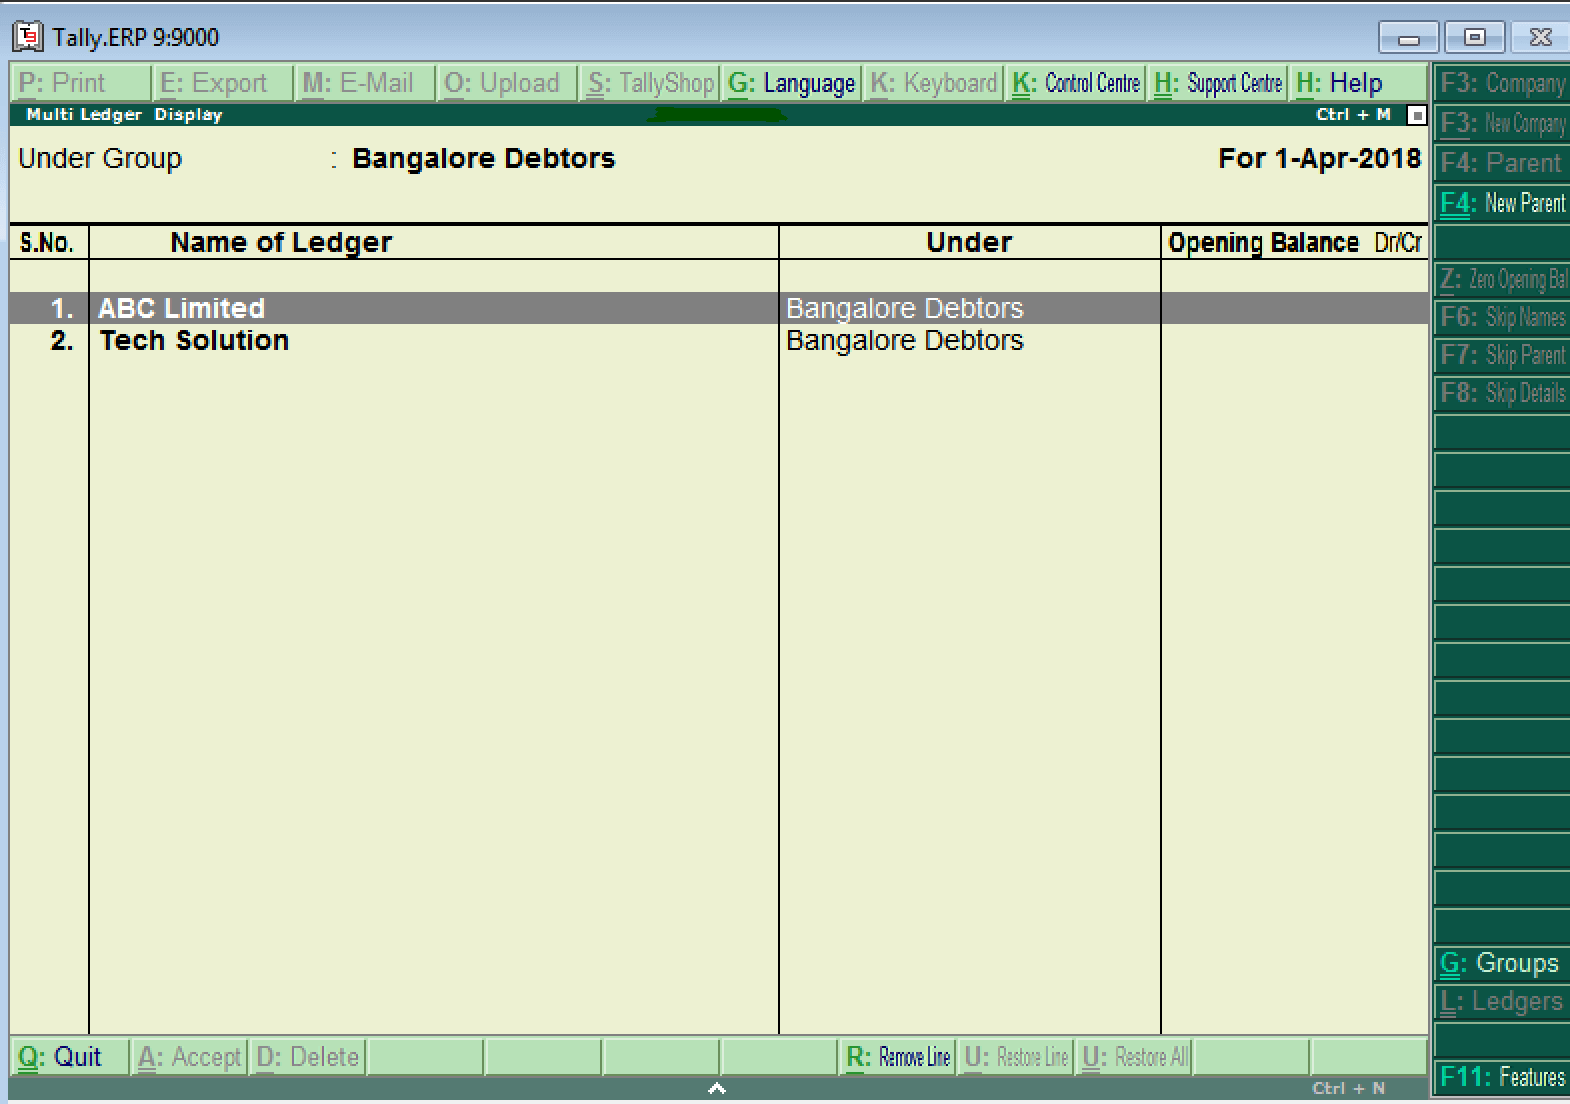 Tally.ERP 9:9000
P: Print E: Export M: E-Mail O: Upload S: TallyShop G: Language K: Keyboard K: Control Centre H: Support Centre H: Help
Multi Ledger Display Ctrl + M
Under Group : Bangalore Debtors For 1-Apr-2018
S.No. Name of Ledger Under Opening Balance Dr/Cr
1. ABC Limited Bangalore Debtors
2. Tech Solution Bangalore Debtors
F3: Company
F3: New Company
F4: Parent
F4: New Parent
Z: Zero Opening Bal
F6: Skip Names
F7: Skip Parent
F8: Skip Details
G: Groups
L: Ledgers
F11: Features
Q: Quit A: Accept D: Delete R: Remove Line U: Restore Line U: Restore All
Ctrl + N